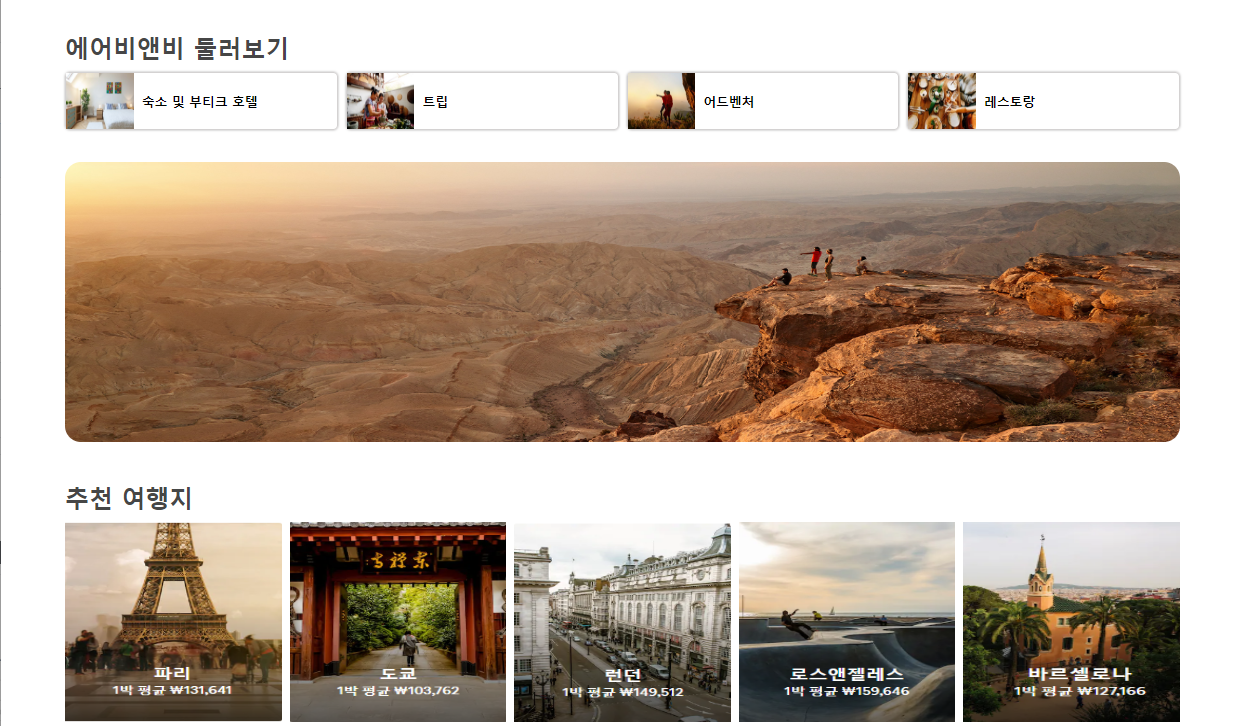 에어비앤비 둘러보기
숙소 및 부티크 호텔
트립
어드벤처
레스토랑
추천 여행지
파리
1박 평균 ₩131,641
도쿄
1박 평균 ₩103,762
런던
1박 평균 ₩149,512
로스앤젤레스
1박 평균 ₩159,646
바르셀로나
1박 평균 ₩127,166